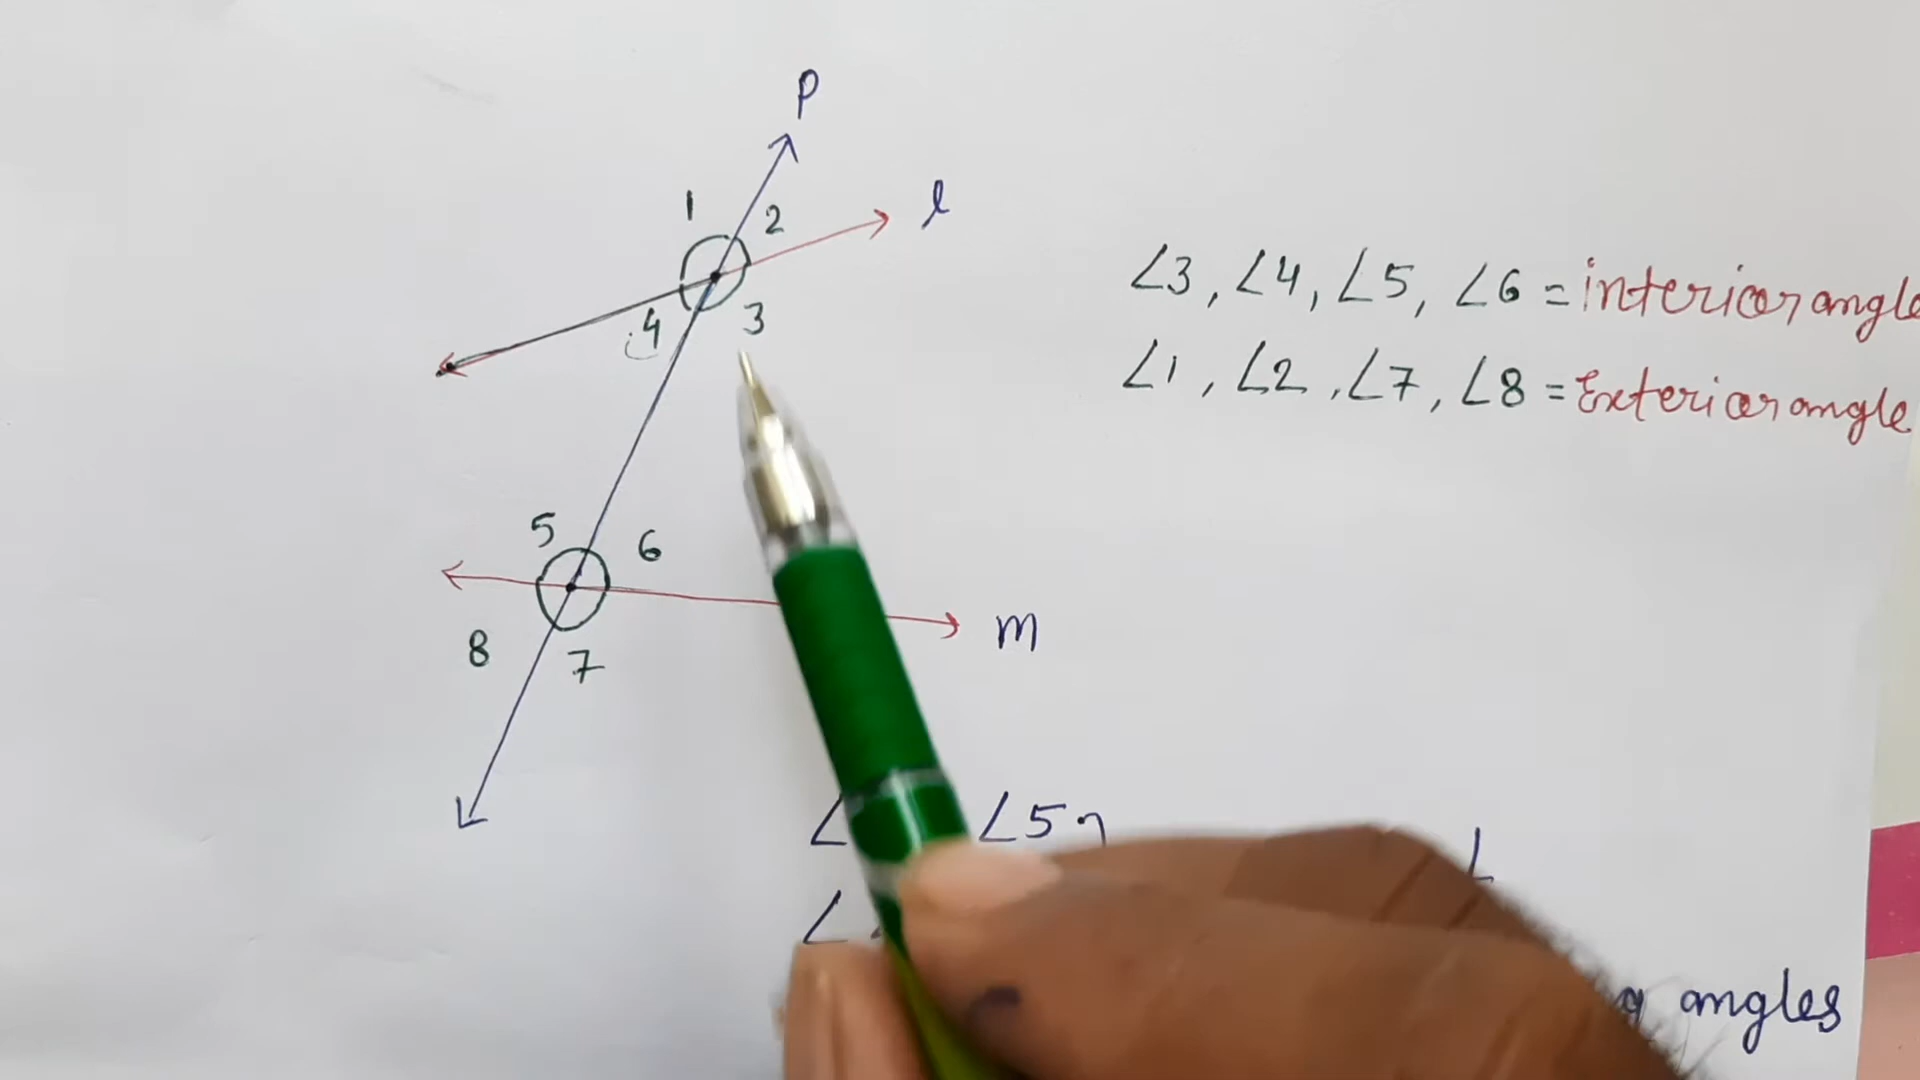 p
1 2 l
4 3
∠3, ∠4, ∠5, ∠6 = interior angle
∠1, ∠2, ∠7, ∠8 = Exterior angle
5 6
m
8 7
∠5
angles